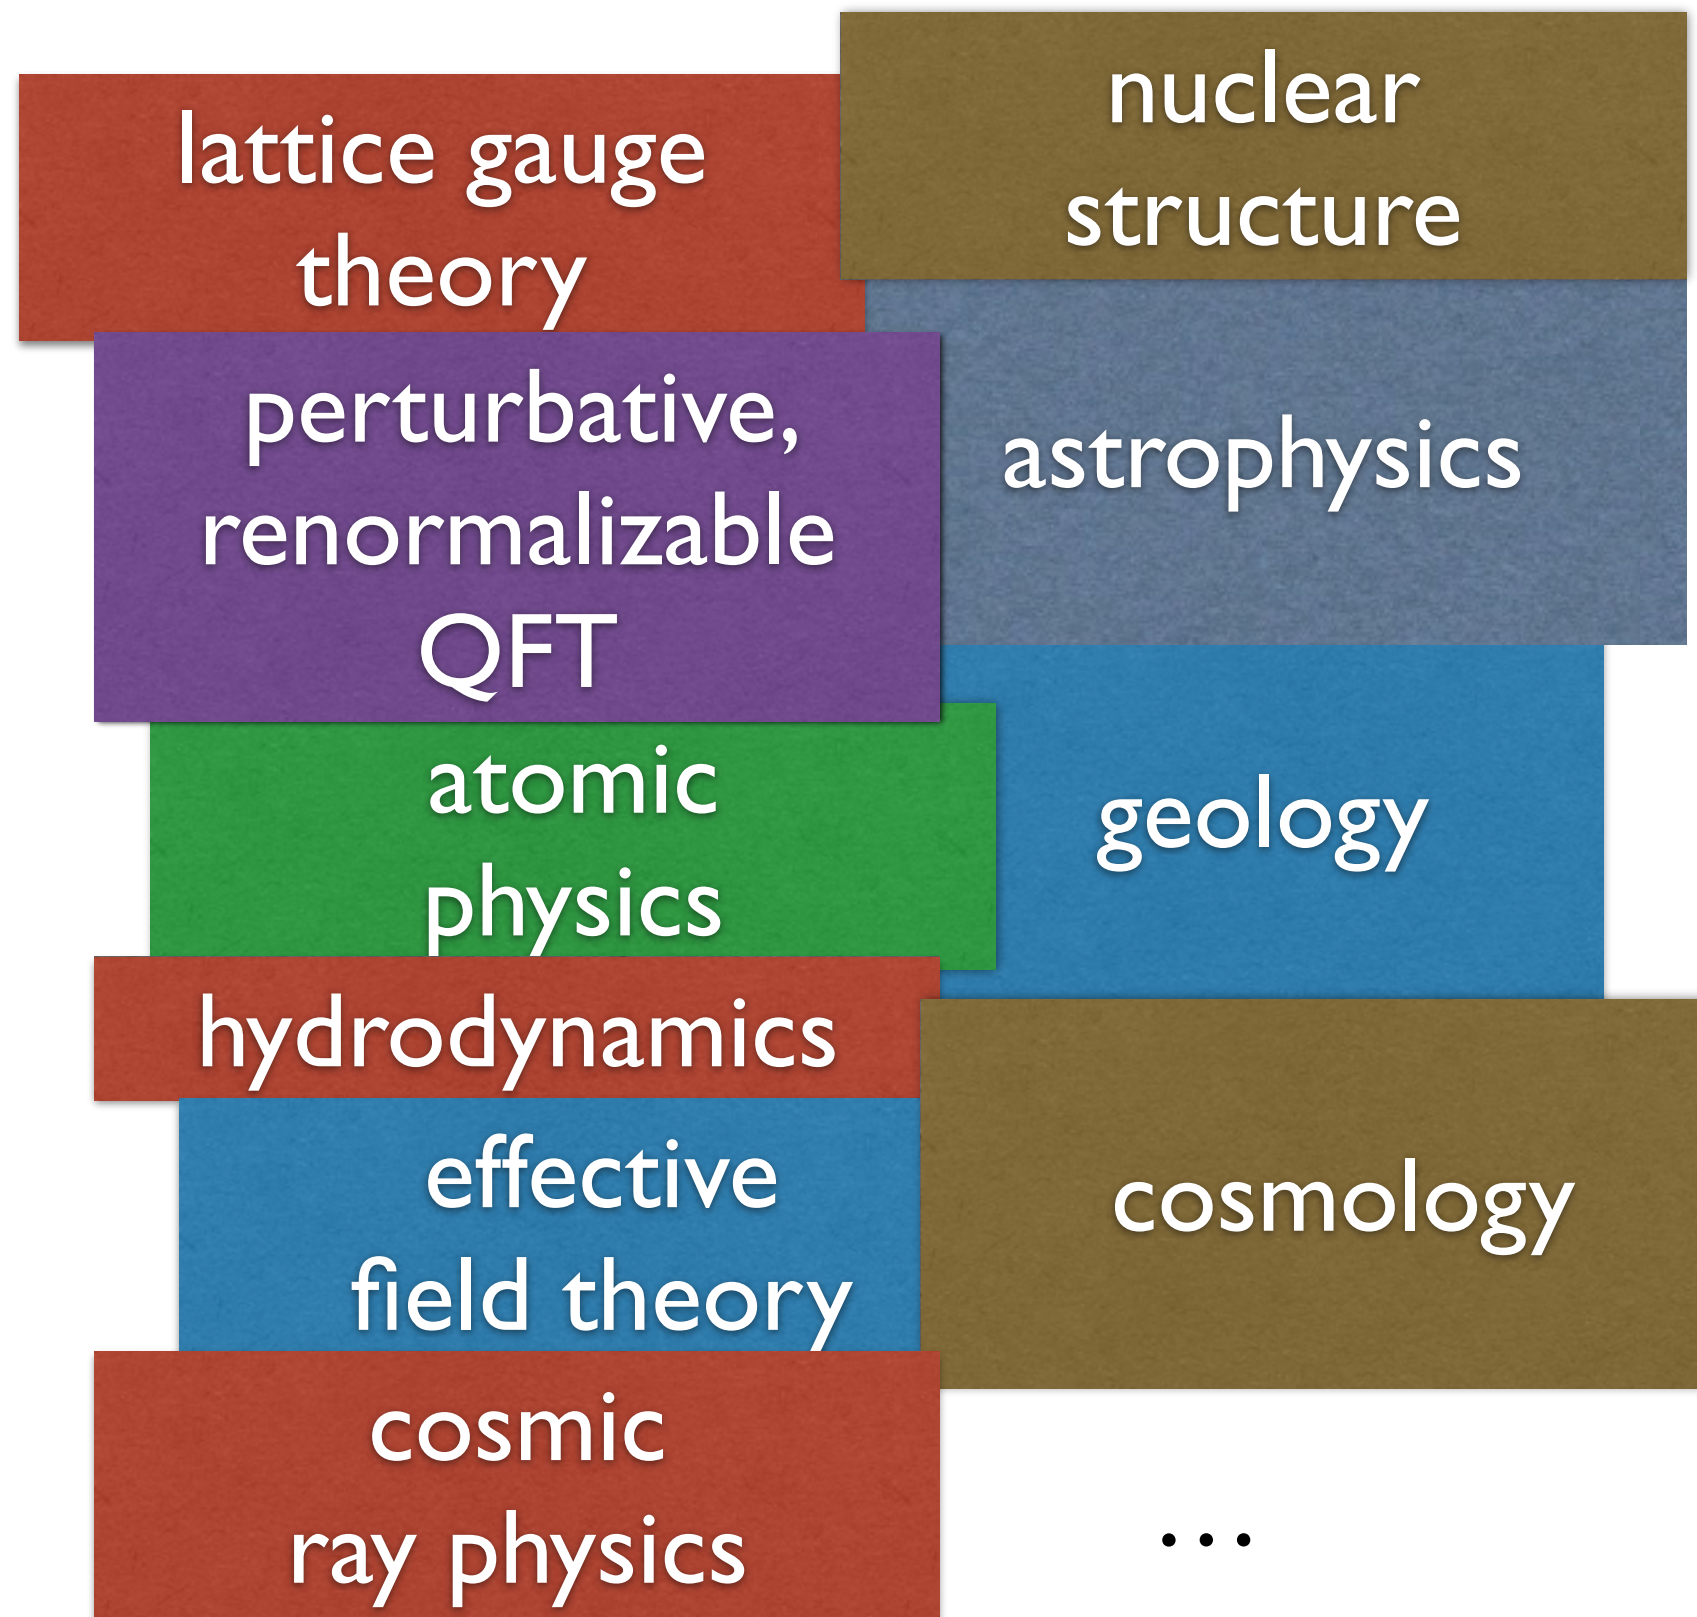 lattice gauge
theory
perturbative,
renormalizable
QFT
atomic
physics
hydrodynamics
effective
field theory
cosmic
ray physics
nuclear
structure
astrophysics
geology
cosmology
...